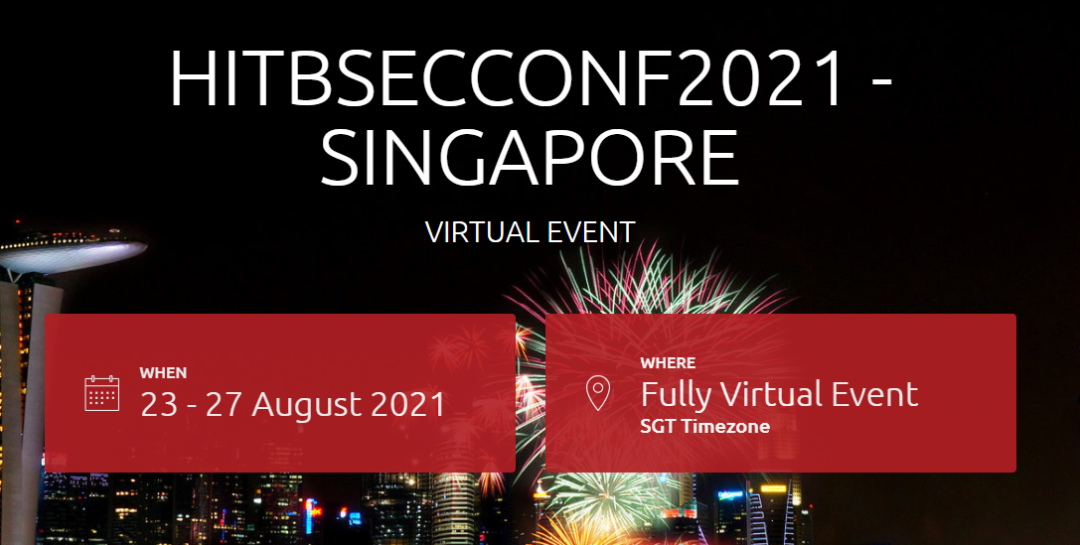 HITBSECCONF2021 -
SINGAPORE
VIRTUAL EVENT
WHEN
23 - 27 August 2021
WHERE
Fully Virtual Event
SGT Timezone